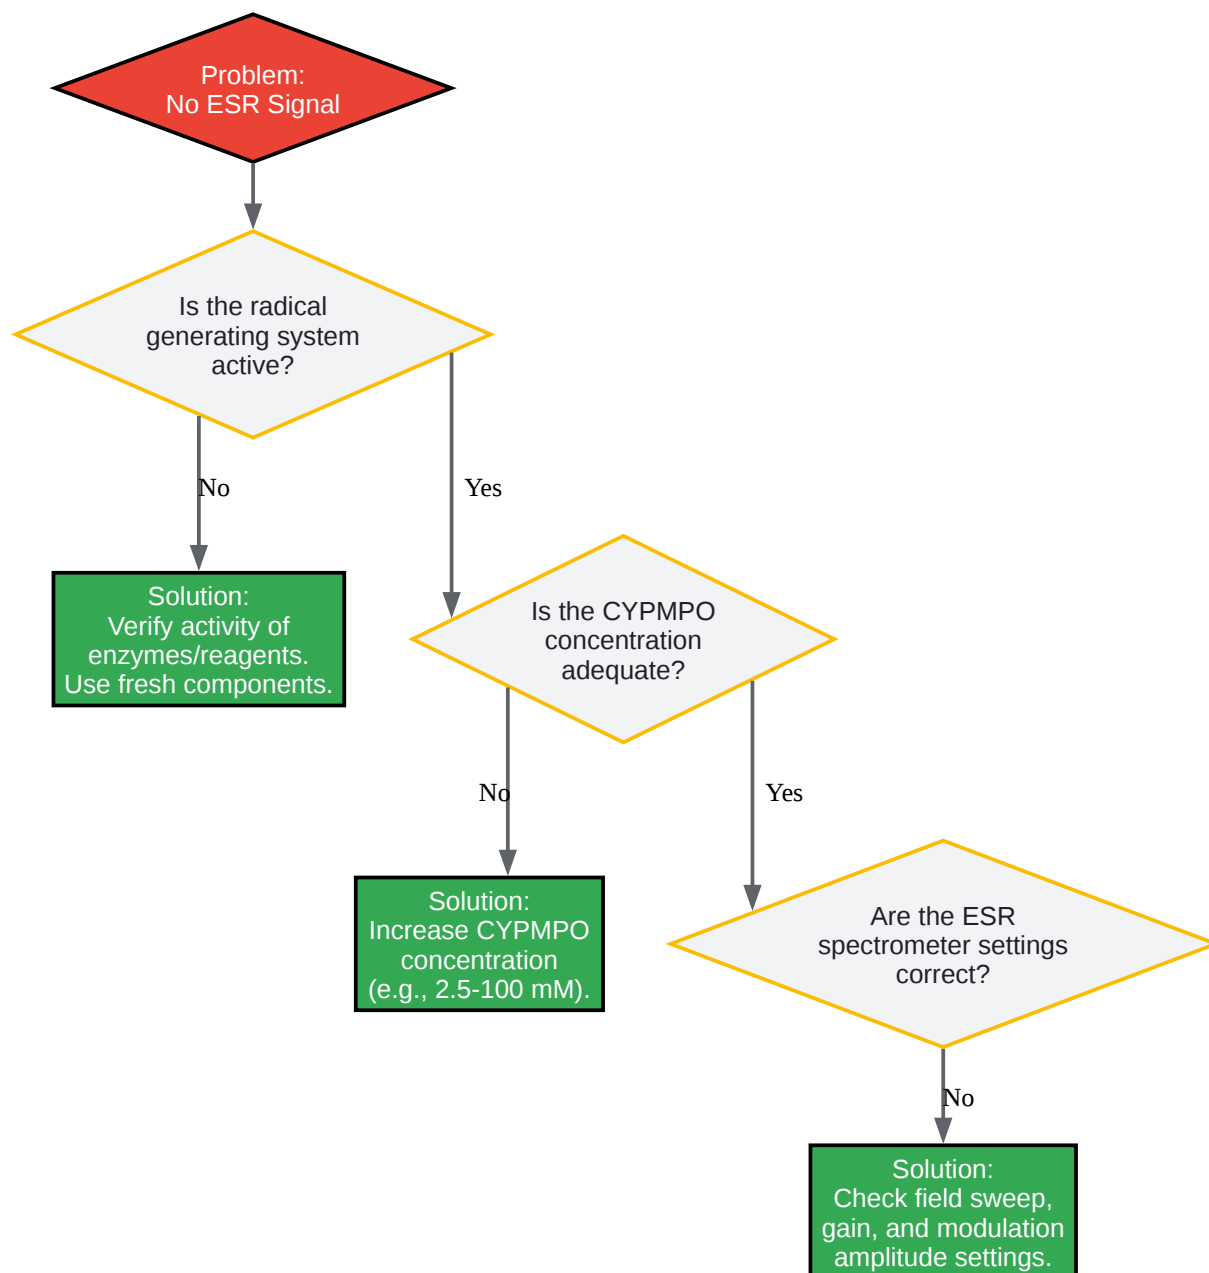 Problem:
No ESR Signal
Is the radical
generating system
active?
No
Yes
Solution:
Verify activity of
enzymes/reagents.
Use fresh components.
Is the CYPMPO
concentration
adequate?
No
Yes
Solution:
Increase CYPMPO
concentration
(e.g., 2.5-100 mM).
Are the ESR
spectrometer settings
correct?
No
Solution:
Check field sweep,
gain, and modulation
amplitude settings.